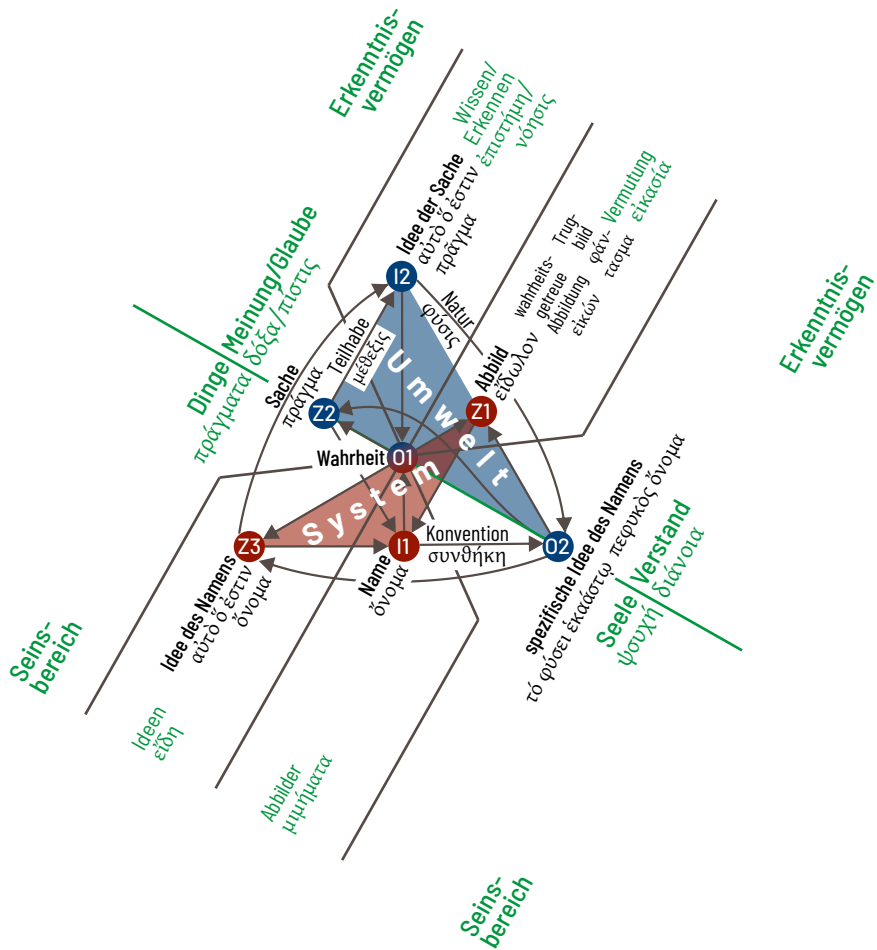 Erkenntnis-
vermögen
Wissen/
Erkennen
ἐπιστήμη/
νόησις
Idee der Sache
αὐτὸ ὅ ἐστιν
πρᾶγμα
Trug-
bild
φάν-
τασμα
Vermutung
εἰκασία
wahrheits-
getreue
Abbildung
εἰκών
Erkenntnis-
vermögen
Dinge
πράγματα
Meinung/Glaube
δόξα/πίστις
I2
Natur
φύσις
Teilhabe
μέθεξις
Sache
πρᾶγμα
Abbild
εἴδωλον
Z2
Z1
Umwelt
Wahrheit
O1
System
Z3
I1
Konvention
συνθήκη
O2
Name
ὄνομα
Idee des Namens
αὐτὸ ὅ ἐστιν
ὄνομα
spezifische Idee des Namens
τό φύσει ἑκαάστῳ πεφυκὸς ὄνομα
Seele
ψσυχή
Verstand
διάνοια
Seins-
bereich
Ideen
εἴδη
Abbilder
μιμήματα
Seins-
bereich